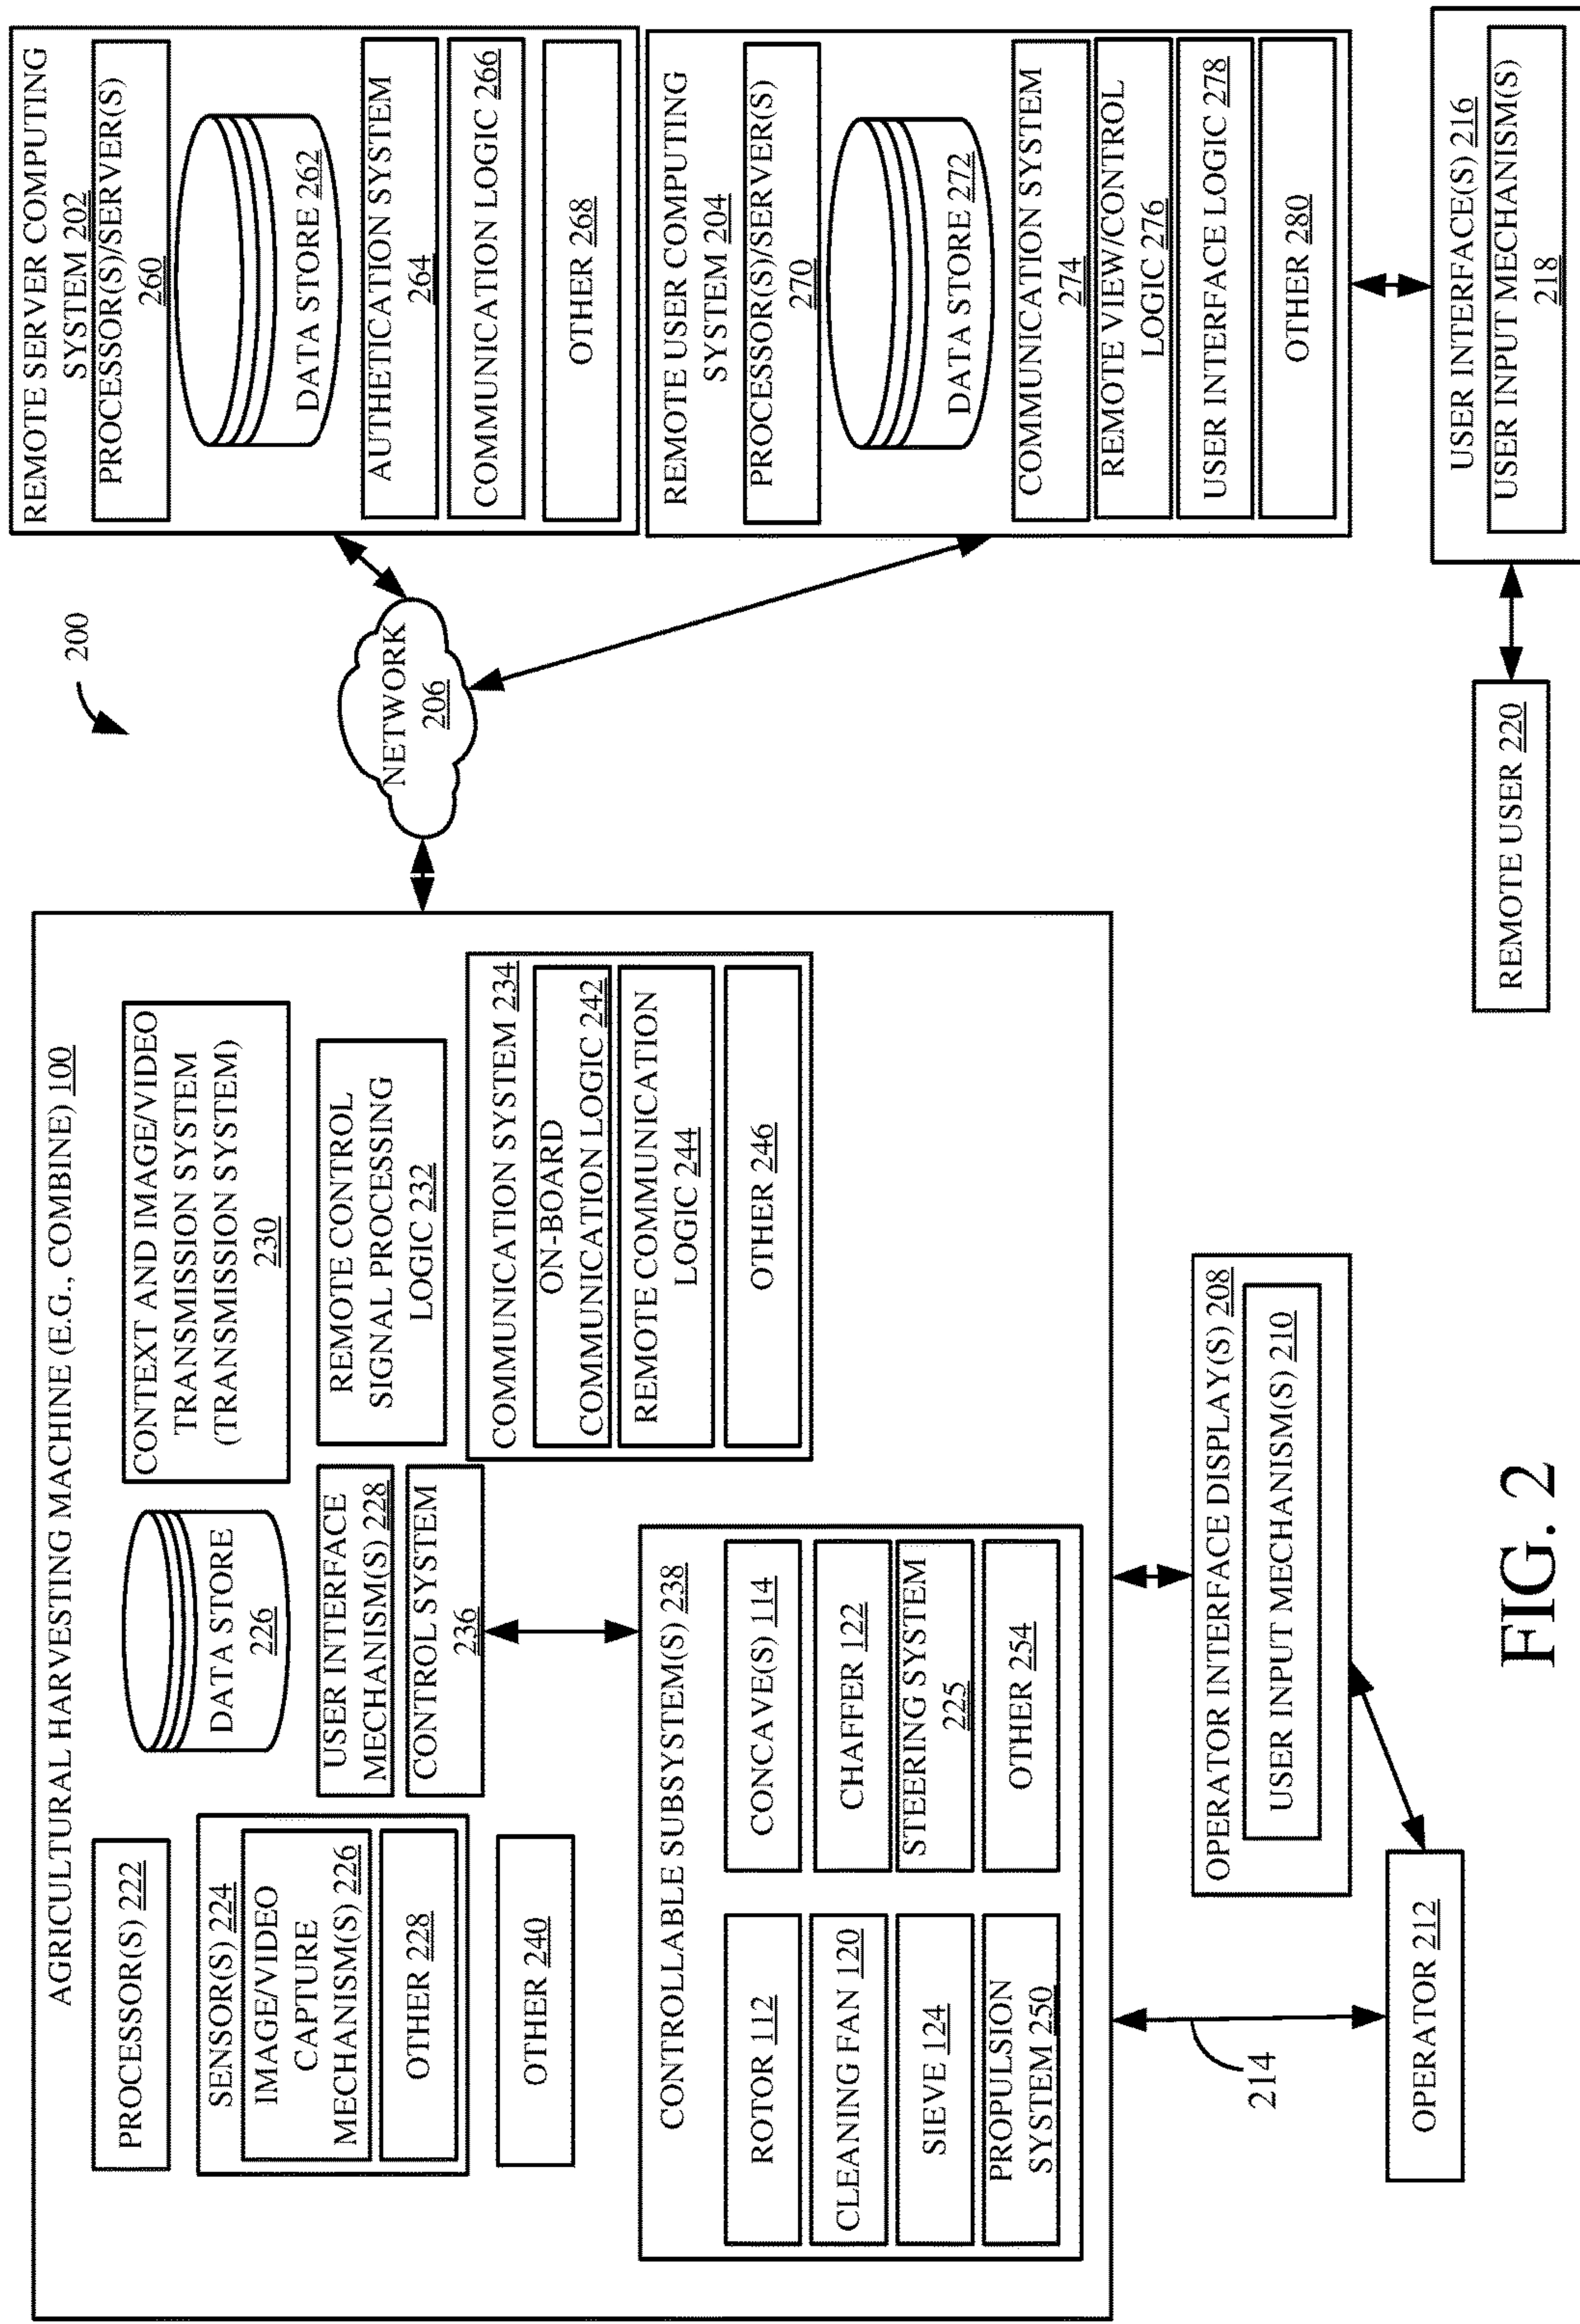 200
AGRICULTURAL HARVESTING MACHINE (E.G., COMBINE) 100
PROCESSOR(S) 222
SENSOR(S) 224
IMAGE/VIDEO
CAPTURE
MECHANISM(S) 226
OTHER 228
OTHER 240
DATA STORE
226
USER INTERFACE
MECHANISM(S) 228
CONTROL SYSTEM
236
CONTEXT AND IMAGE/VIDEO
TRANSMISSION SYSTEM
(TRANSMISSION SYSTEM)
230
REMOTE CONTROL
SIGNAL PROCESSING
LOGIC 232
COMMUNICATION SYSTEM 234
ON-BOARD
COMMUNICATION LOGIC 242
REMOTE COMMUNICATION
LOGIC 244
OTHER 246
CONTROLLABLE SUBSYSTEM(S) 238
ROTOR 112
CONCAVE(S) 114
CLEANING FAN 120
CHAFFER 122
SIEVE 124
STEERING SYSTEM
225
PROPULSION
SYSTEM 250
OTHER 254
NETWORK
206
REMOTE SERVER COMPUTING
SYSTEM 202
PROCESSOR(S)/SERVER(S)
260
DATA STORE 262
AUTHETICATION SYSTEM
264
COMMUNICATION LOGIC 266
OTHER 268
REMOTE USER COMPUTING
SYSTEM 204
PROCESSOR(S)/SERVER(S)
270
DATA STORE 272
COMMUNICATION SYSTEM
274
REMOTE VIEW/CONTROL
LOGIC 276
USER INTERFACE LOGIC 278
OTHER 280
OPERATOR INTERFACE DISPLAY(S) 208
USER INPUT MECHANISM(S) 210
214
OPERATOR 212
USER INTERFACE(S) 216
USER INPUT MECHANISM(S)
218
REMOTE USER 220
FIG. 2